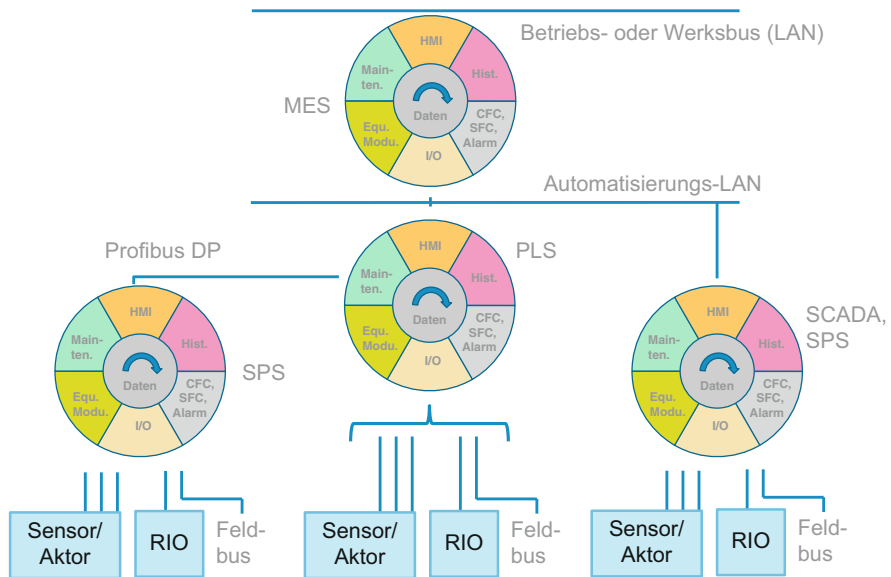 Betriebs- oder Werksbus (LAN)
HMI
Main-
ten.
Hist.
MES
Daten
Equ.
Modu.
CFC,
SFC,
Alarm
I/O
Automatisierungs-LAN
Profibus DP
HMI
PLS
Main-
ten.
Hist.
Daten
Equ.
Modu.
CFC,
SFC,
Alarm
I/O
HMI
Main-
ten.
Hist.
SPS
Daten
Equ.
Modu.
CFC,
SFC,
Alarm
I/O
HMI
SCADA,
SPS
Main-
ten.
Hist.
Daten
Equ.
Modu.
CFC,
SFC,
Alarm
I/O
Sensor/
Aktor
RIO
Feld-
bus
Sensor/
Aktor
RIO
Feld-
bus
Sensor/
Aktor
RIO
Feld-
bus